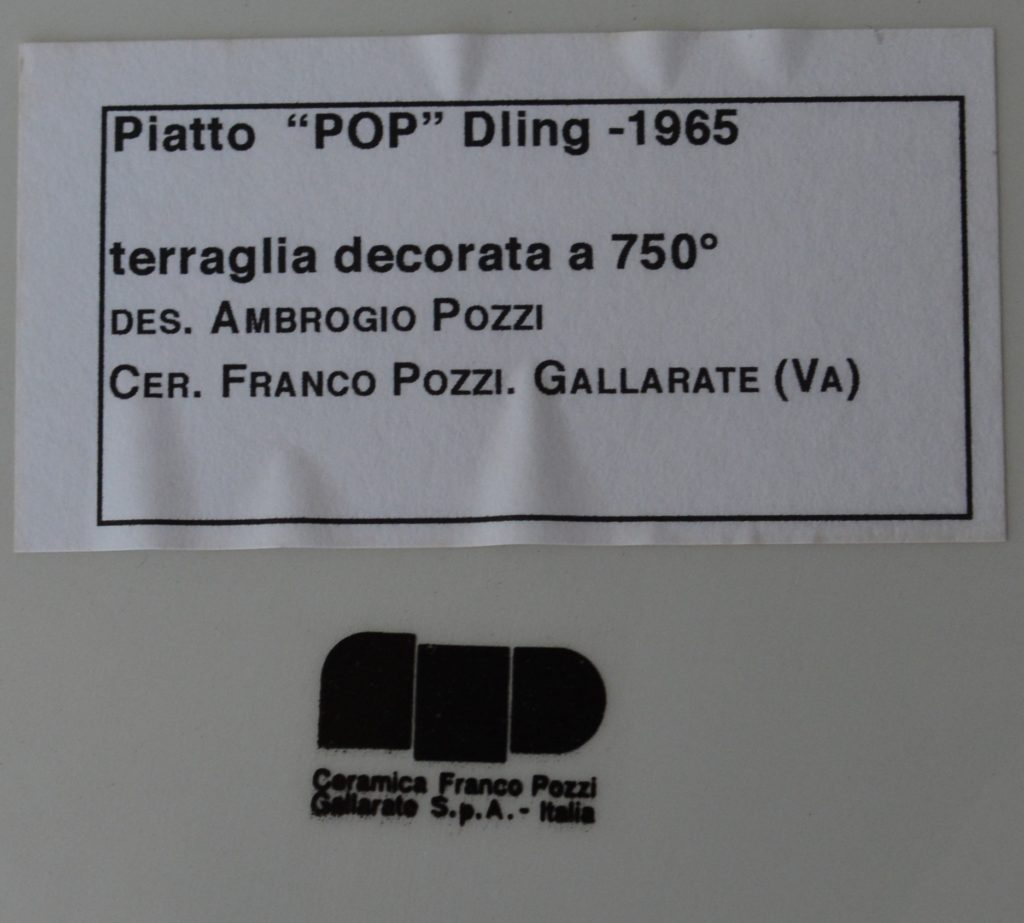 Piatto “POP” Dling -1965
terraglia decorata a 750°
DES. AMBROGIO POZZI
CER. FRANCO POZZI. GALLARATE (VA)
Ceramica Franco Pozzi
Gallarate S.p.A. - Italia